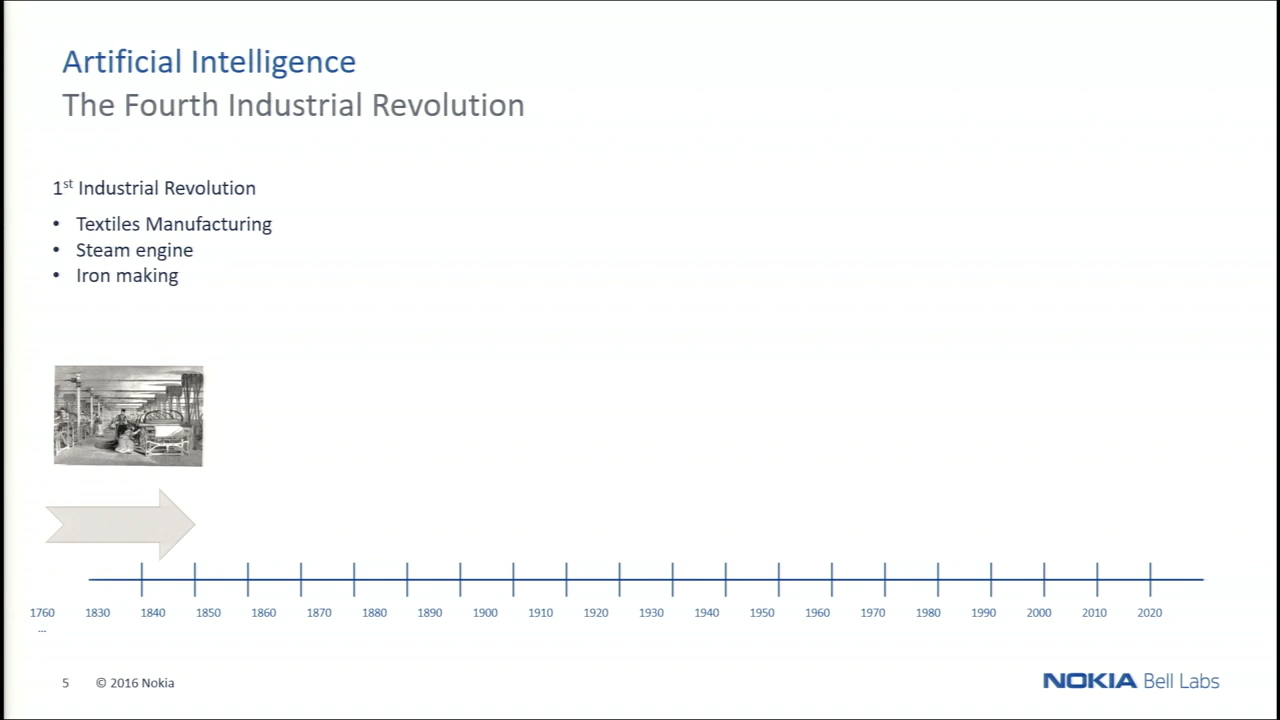 Artificial Intelligence
The Fourth Industrial Revolution
1st Industrial Revolution
• Textiles Manufacturing
• Steam engine
• Iron making
1760 1830 1840 1850 1860 1870 1880 1890 1900 1910 1920 1930 1940 1950 1960 1970 1980 1990 2000 2010 2020
...
5 © 2016 Nokia
NOKIA Bell Labs